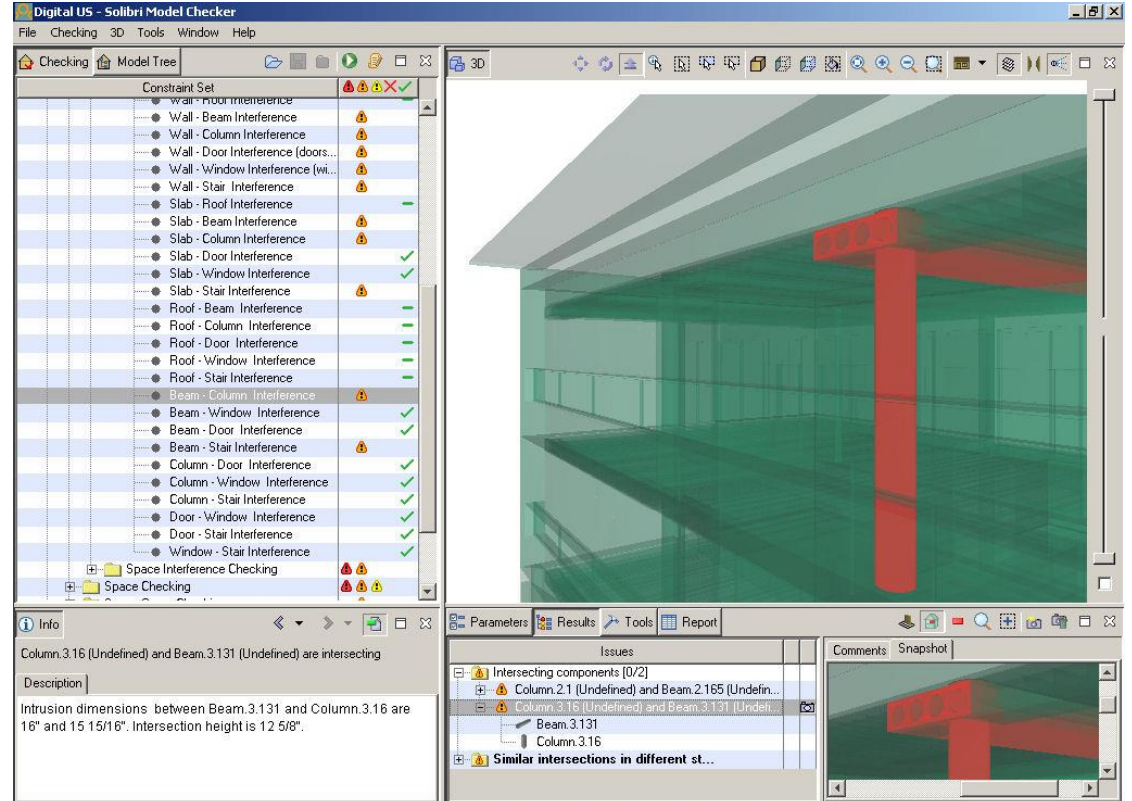 Digital US - Solibri Model Checker
File Checking 3D Tools Window Help
Checking Model Tree
Constraint Set
Wall - Roof Interference
Wall - Beam Interference
Wall - Column Interference
Wall - Door Interference (doors...
Wall - Window Interference (wi...
Wall - Stair Interference
Slab - Roof Interference
Slab - Beam Interference
Slab - Column Interference
Slab - Door Interference
Slab - Window Interference
Slab - Stair Interference
Roof - Beam Interference
Roof - Column Interference
Roof - Door Interference
Roof - Window Interference
Roof - Stair Interference
Beam - Column Interference
Beam - Window Interference
Beam - Door Interference
Beam - Stair Interference
Column - Door Interference
Column - Window Interference
Column - Stair Interference
Door - Window Interference
Door - Stair Interference
Window - Stair Interference
Space Interference Checking
Space Checking
3D
Info
Column.3.16 (Undefined) and Beam.3.131 (Undefined) are intersecting
Description
Intrusion dimensions between Beam.3.131 and Column.3.16 are
16" and 15 15/16". Intersection height is 12 5/8".
Parameters Results Tools Report
Issues
Intersecting components [0/2]
Column.2.1 (Undefined) and Beam.2.165 (Undefin...
Column.3.16 (Undefined) and Beam.3.131 (Undefi...
Beam.3.131
Column.3.16
Similar intersections in different st...
Comments Snapshot